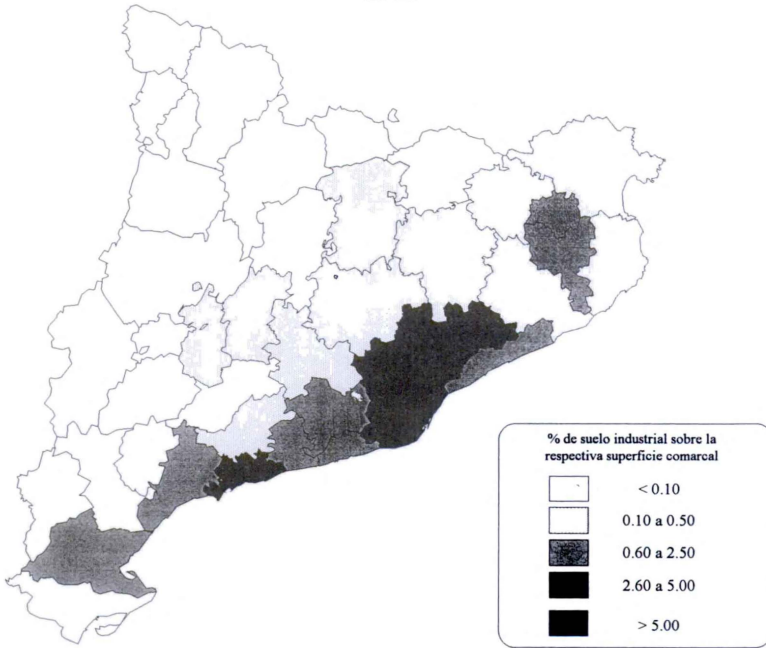 % de suelo industrial sobre la
respectiva superficie comarcal
< 0.10
0.10 a 0.50
0.60 a 2.50
2.60 a 5.00
> 5.00